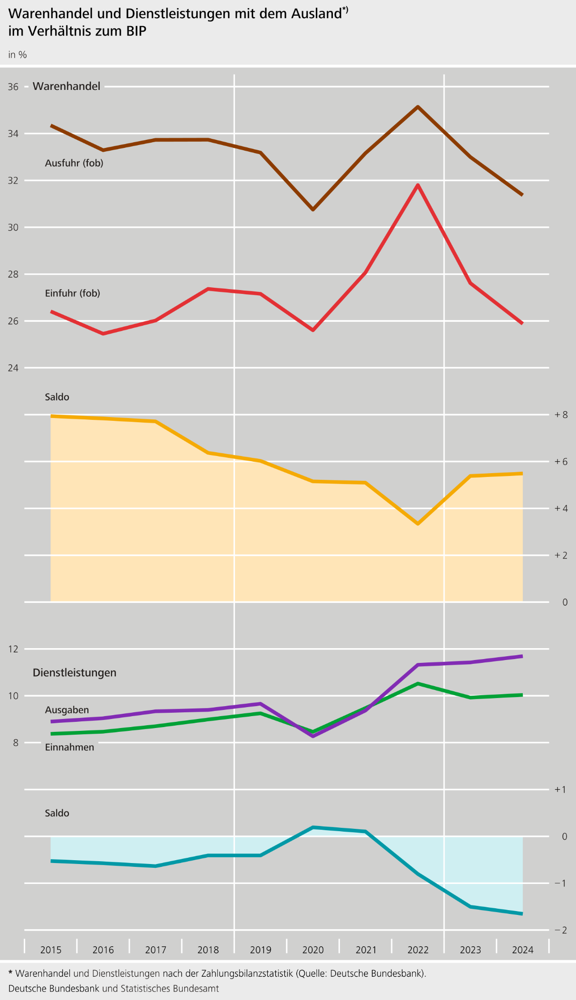 Warenhandel und Dienstleistungen mit dem Ausland*)
im Verhältnis zum BIP
in %
36 Warenhandel
34
Ausfuhr (fob)
32
30
28
Einfuhr (fob)
26
24
Saldo
+ 8
+ 6
+ 4
+ 2
0
12
Dienstleistungen
10
Ausgaben
8
Einnahmen
+ 1
Saldo
0
− 1
− 2
2015 2016 2017 2018 2019 2020 2021 2022 2023 2024
* Warenhandel und Dienstleistungen nach der Zahlungsbilanzstatistik (Quelle: Deutsche Bundesbank).
Deutsche Bundesbank und Statistisches Bundesamt